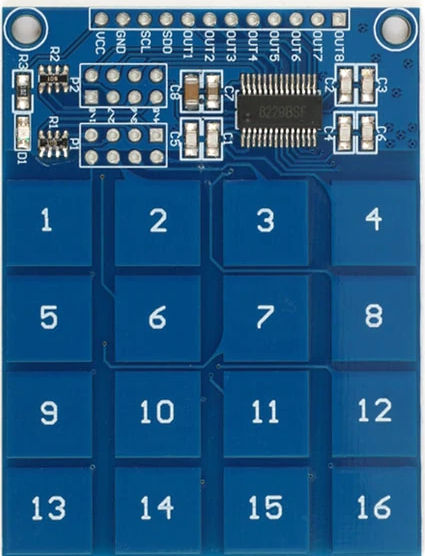 VCC GND SCL SDO OUT1 OUT2 OUT3 OUT4 OUT5 OUT6 OUT7 OUT8
R3 R2 P2 C8 C7 8229BSF C2 C3
D1 R1 P1 C5 C1 C4 C6
1 2 3 4
5 6 7 8
9 10 11 12
13 14 15 16